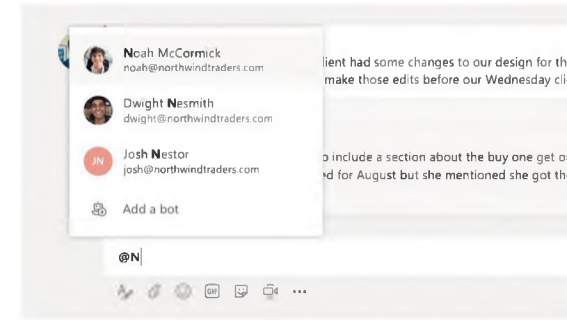 Noah McCormick
noah@northwindtraders.com
lient had some changes to our design for th
make those edits before our Wednesday cli
Dwight Nesmith
dwight@northwindtraders.com
JN
Josh Nestor
josh@northwindtraders.com
include a section about the buy one get o
ed for August but she mentioned she got th
Add a bot
@N
GIF